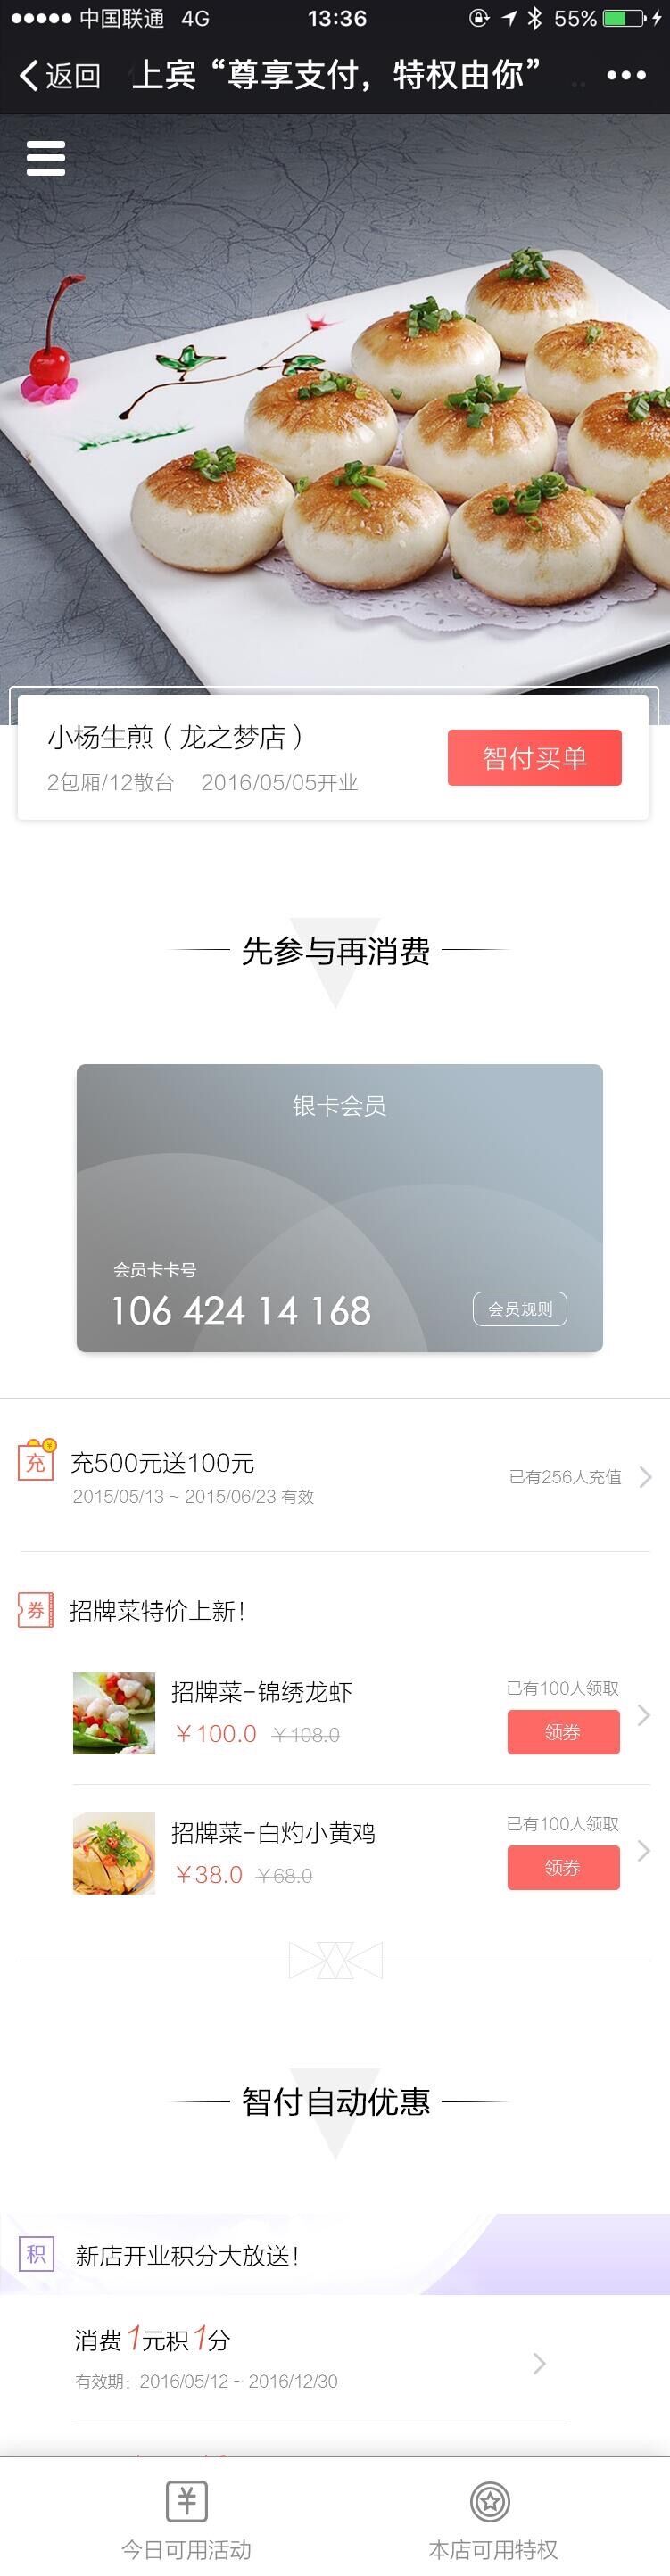 中国联通 4G 13:36 55%
返回 上宾“尊享支付，特权由你”
小杨生煎（龙之梦店）
智付买单
2包厢/12散台 2016/05/05开业
先参与再消费
银卡会员
会员卡卡号
106 424 14 168
会员规则
充
充500元送100元
已有256人充值
2015/05/13 ~ 2015/06/23 有效
券
招牌菜特价上新！
招牌菜-锦绣龙虾
已有100人领取
￥100.0 ￥108.0
领券
招牌菜-白灼小黄鸡
已有100人领取
￥38.0 ￥68.0
领券
智付自动优惠
积
新店开业积分大放送！
消费1元积1分
有效期：2016/05/12 ~ 2016/12/30
今日可用活动 本店可用特权